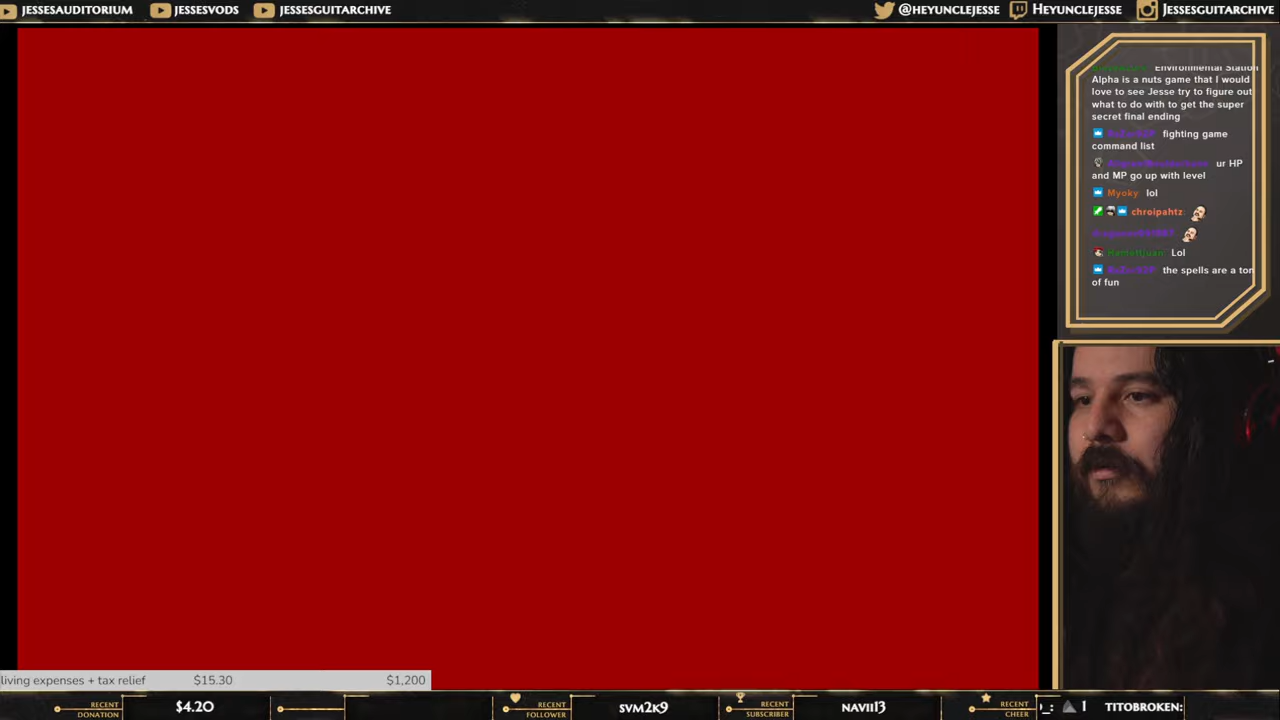 JESSESAUDITORIUM JESSESVODS JESSESGUITARCHIVE @HEYUNCLEJESSE HEYUNCLEJESSE JESSESGUITARCHIVE
Environmental Station
Alpha is a nuts game that I would
love to see Jesse try to figure out
what to do with to get the super
secret final ending
fighting game
command list
ur HP
and MP go up with level
Myoky lol
chroipahtz:
Lol
the spells are a ton
of fun
living expenses + tax relief $15.30 $1,200
RECENT DONATION $4.20
RECENT FOLLOWER SVM2K9
RECENT SUBSCRIBER NAVII13
RECENT CHEER 1 TITOBROKEN: